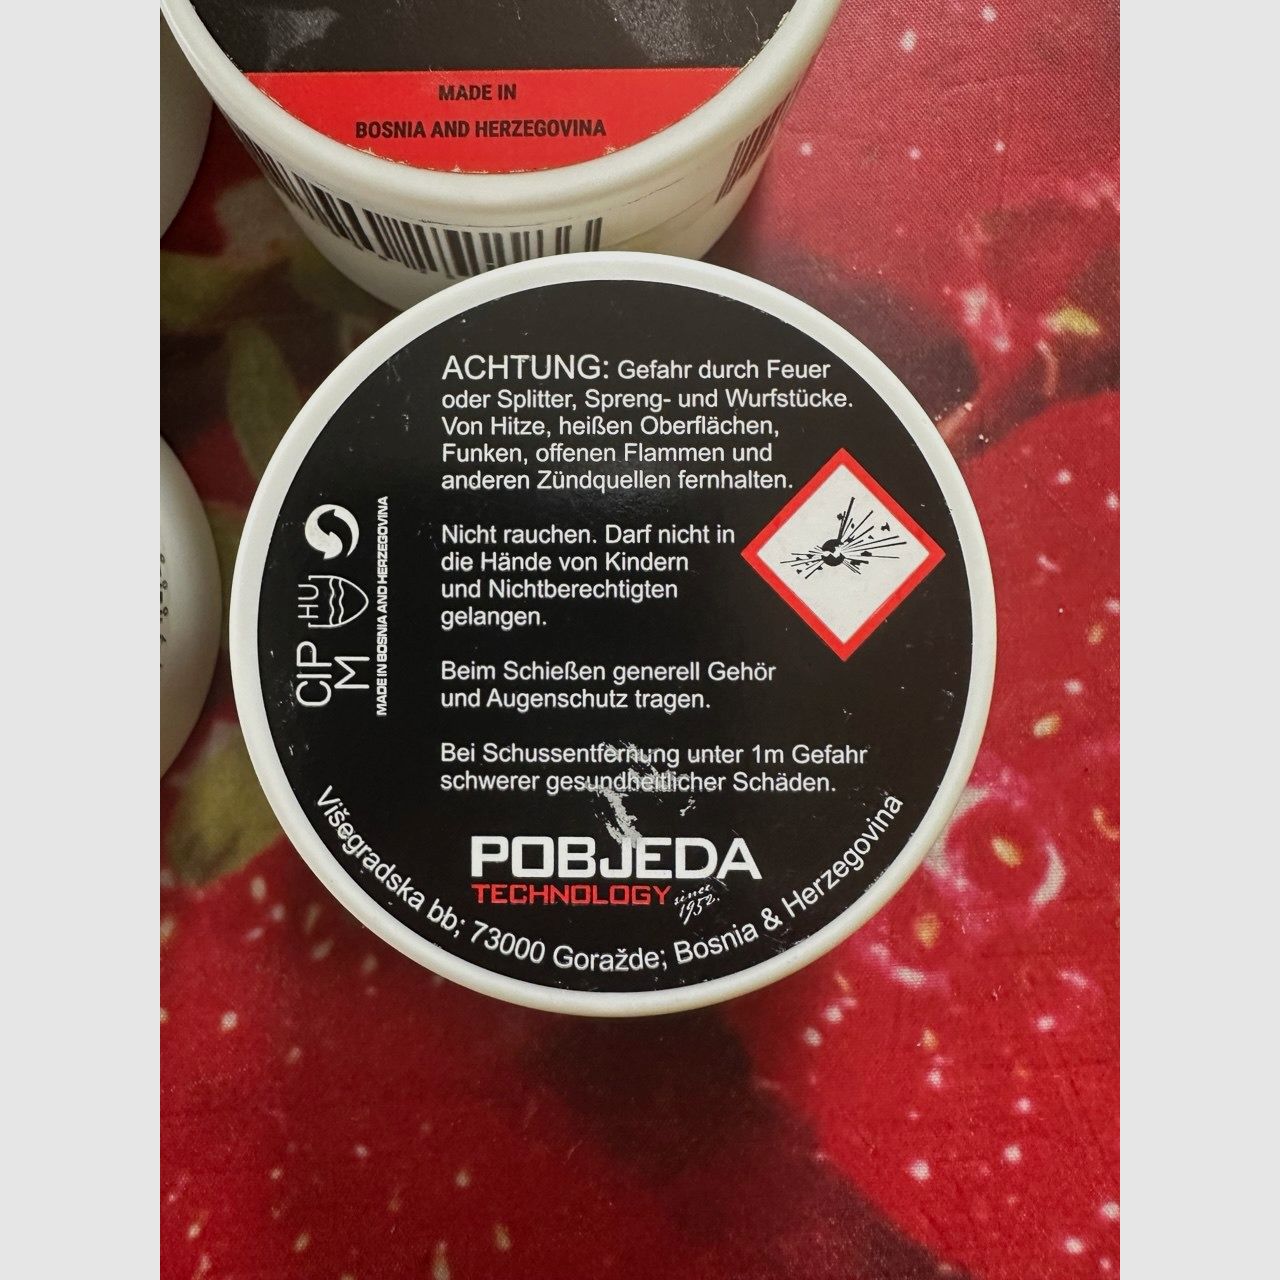 MADE IN
BOSNIA AND HERZEGOVINA
ACHTUNG: Gefahr durch Feuer
oder Splitter, Spreng- und Wurfstücke.
Von Hitze, heißen Oberflächen,
Funken, offenen Flammen und
anderen Zündquellen fernhalten.
Nicht rauchen. Darf nicht in
die Hände von Kindern
und Nichtberechtigten
gelangen.
Beim Schießen generell Gehör
und Augenschutz tragen.
Bei Schussentfernung unter 1m Gefahr
schwerer gesundheitlicher Schäden.
CIP
M
HU
MADE IN BOSNIA AND HERZEGOVINA
POBJEDA
TECHNOLOGY since
1952.
Višegradska bb; 73000 Goražde; Bosnia & Herzegovina